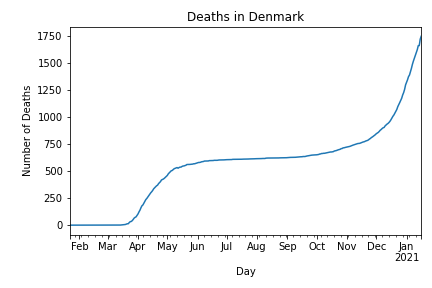 Deaths in Denmark
Number of Deaths
1750
1500
1250
1000
750
500
250
0
Feb Mar Apr May Jun Jul Aug Sep Oct Nov Dec Jan
2021
Day